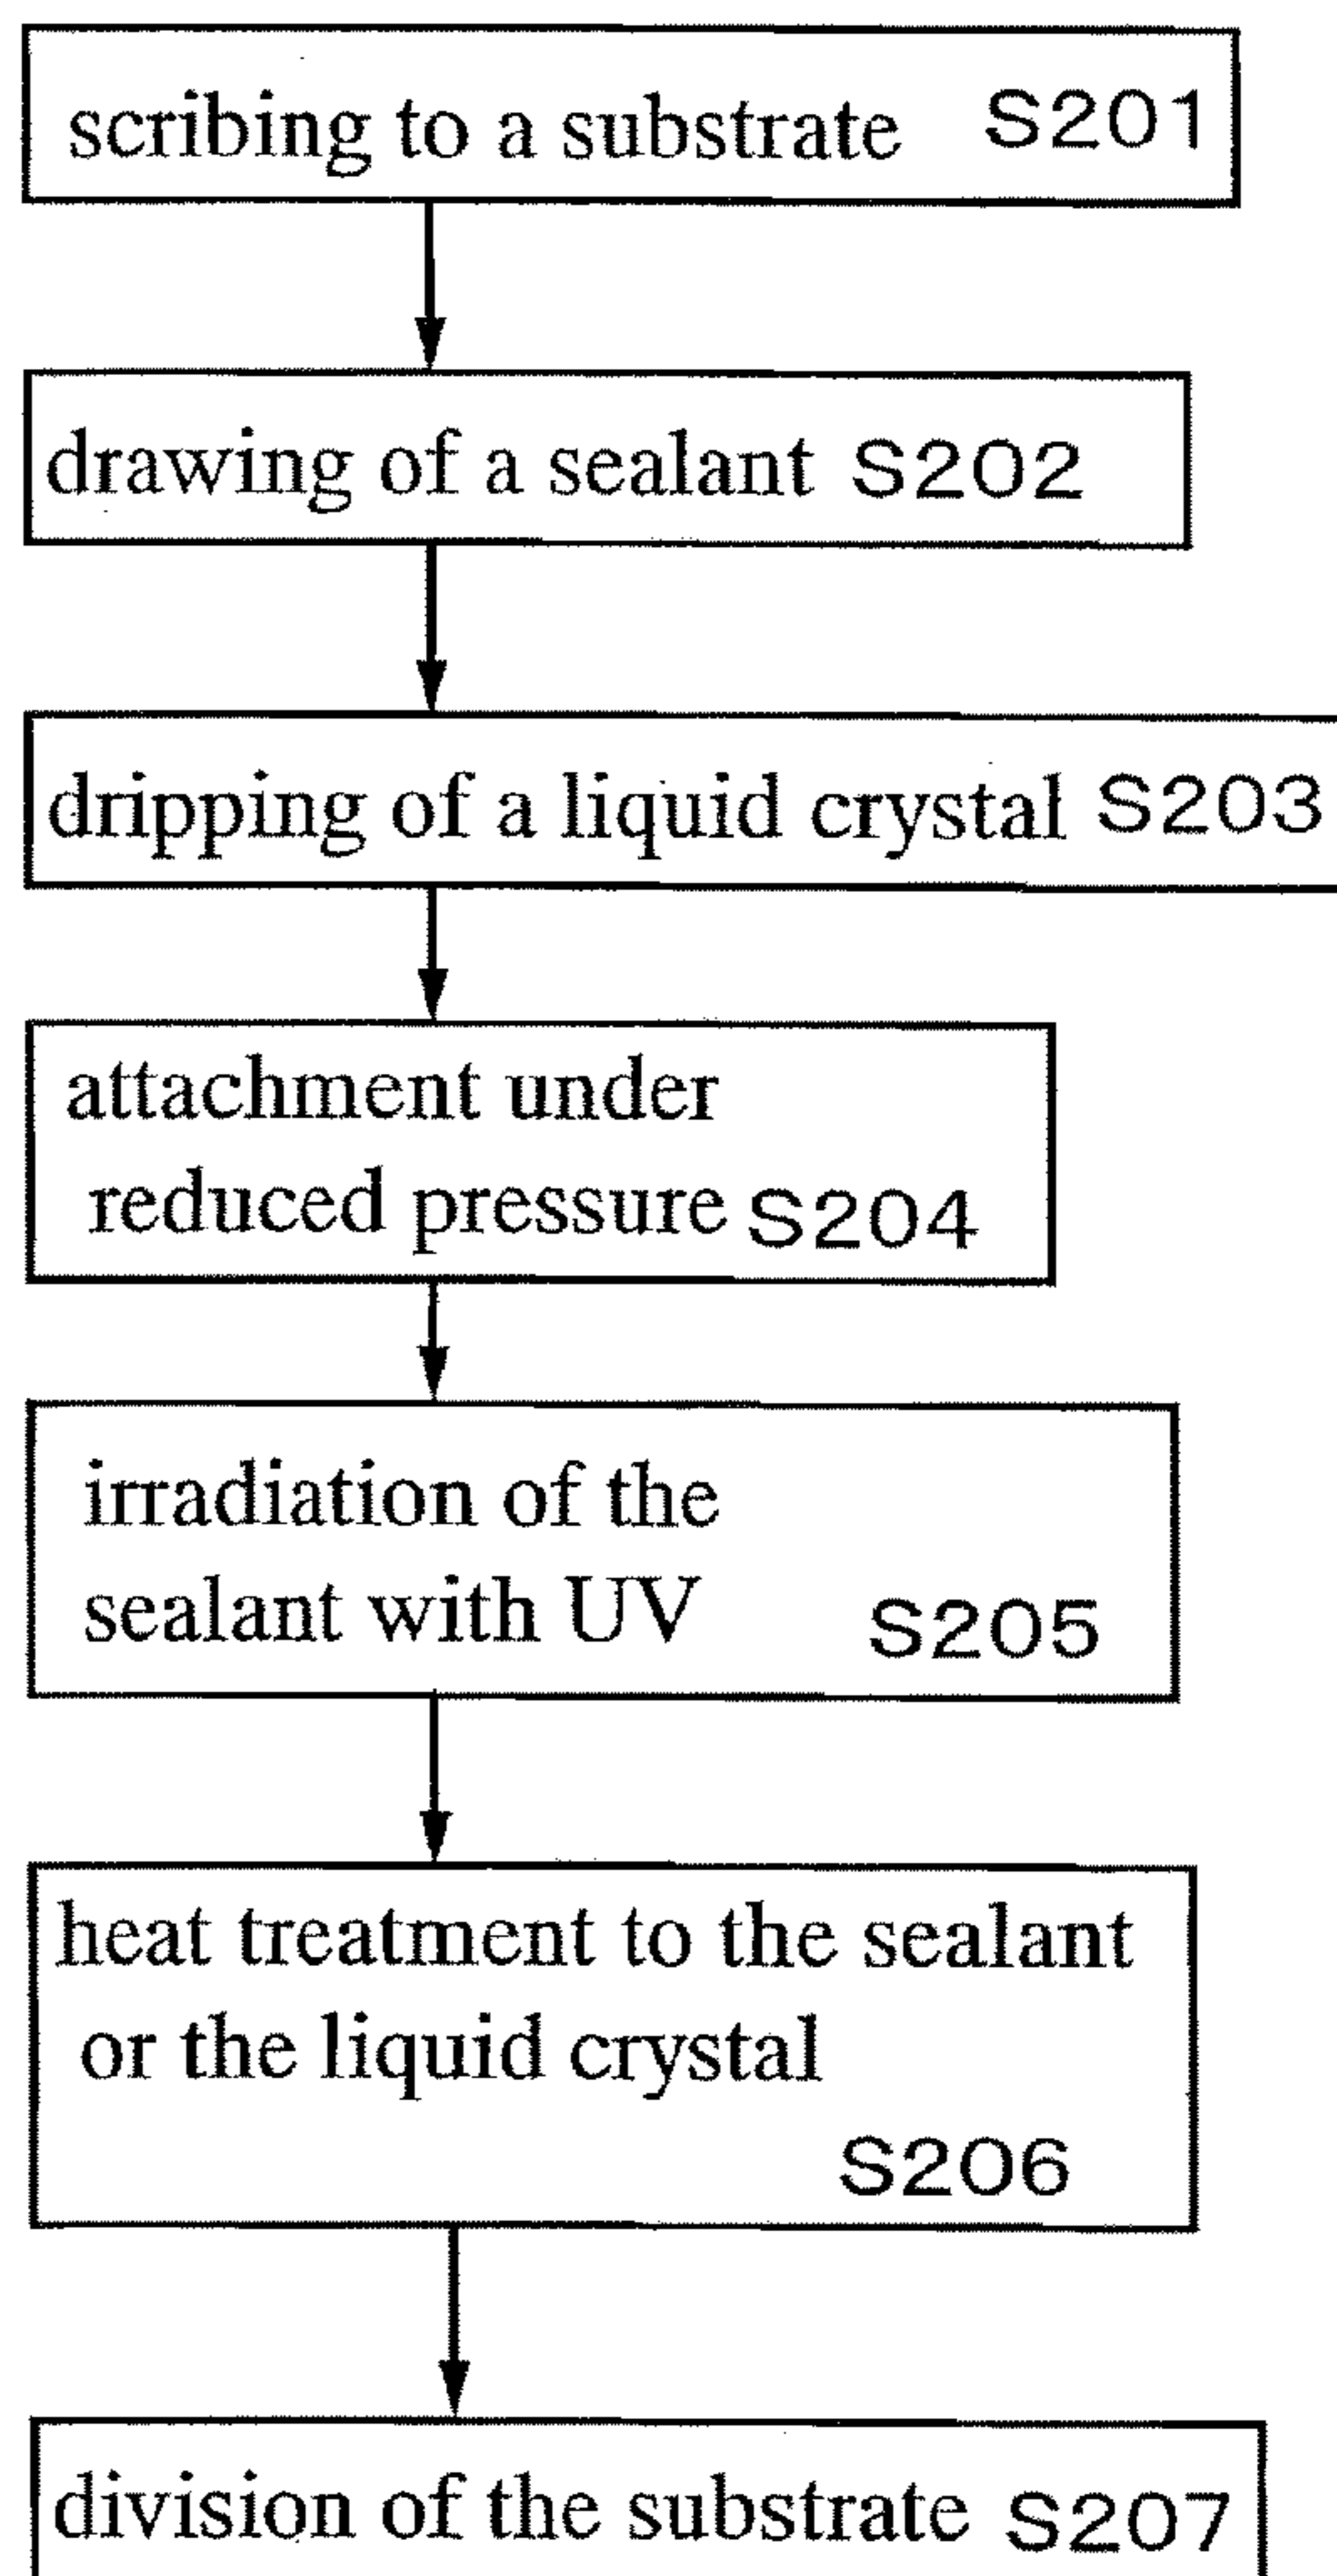 scribing to a substrate S201
drawing of a sealant S202
dripping of a liquid crystal S203
attachment under
reduced pressure S204
irradiation of the
sealant with UV S205
heat treatment to the sealant
or the liquid crystal
S206
division of the substrate S207